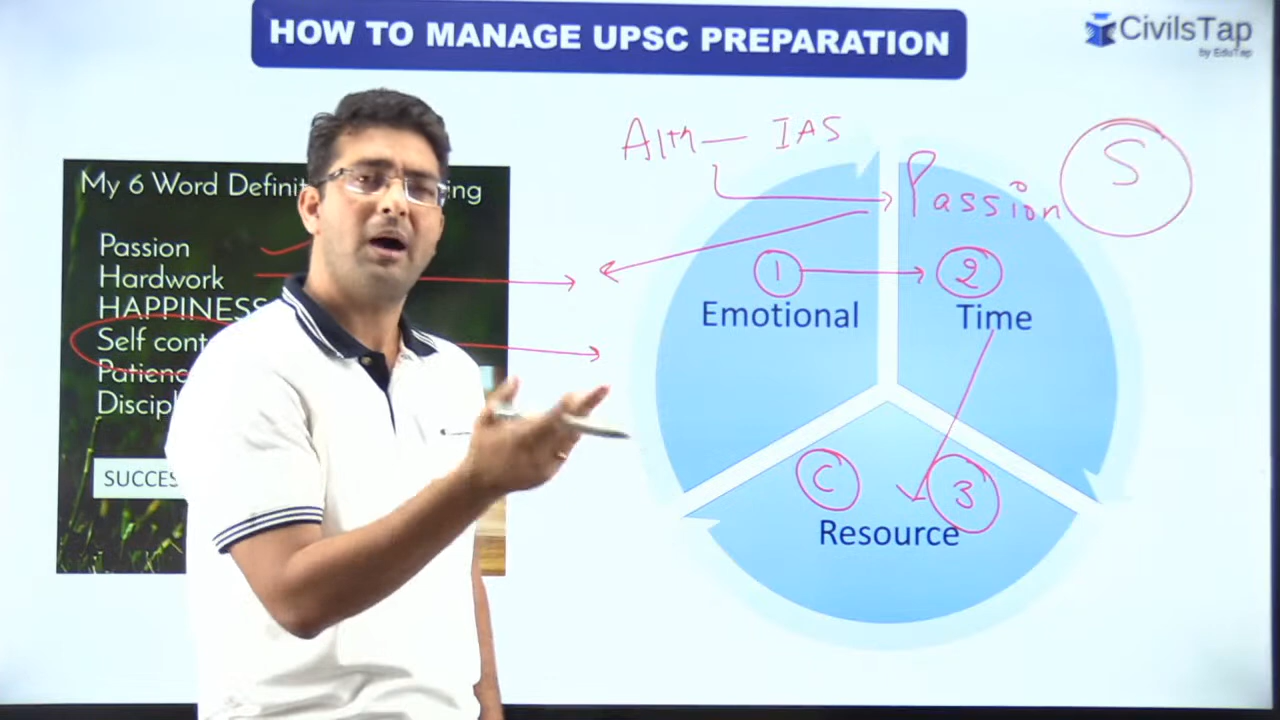 HOW TO MANAGE UPSC PREPARATION
CivilsTap
by EduTap
My 6 Word Definit
ing
Passion
Hardwork
HAPPINESS
Self cont
Patienc
Discipl
SUCCES
IAS
Passion
S
1
2
Emotional
Time
C
3
Resource